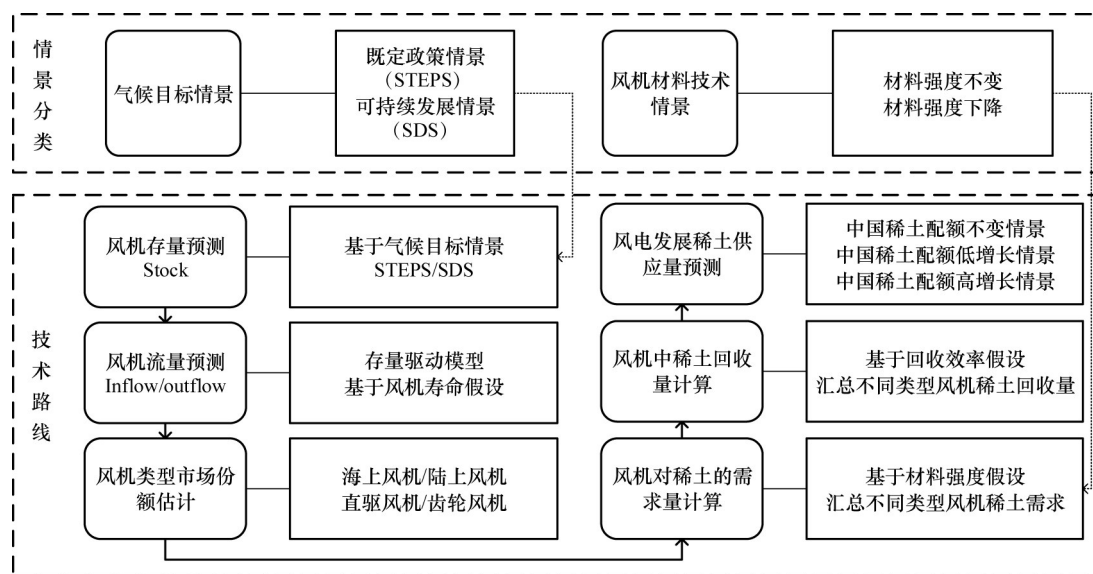 情景分类
气候目标情景
既定政策情景
（STEPS）
可持续发展情景
（SDS）
风机材料技术
情景
材料强度不变
材料强度下降
技术路线
风机存量预测
Stock
基于气候目标情景
STEPS/SDS
风机流量预测
Inflow/outflow
存量驱动模型
基于风机寿命假设
风机类型市场份
额估计
海上风机/陆上风机
直驱风机/齿轮风机
风电发展稀土供
应量预测
中国稀土配额不变情景
中国稀土配额低增长情景
中国稀土配额高增长情景
风机中稀土回收
量计算
基于回收效率假设
汇总不同类型风机稀土回收量
风机对稀土的需
求量计算
基于材料强度假设
汇总不同类型风机稀土需求